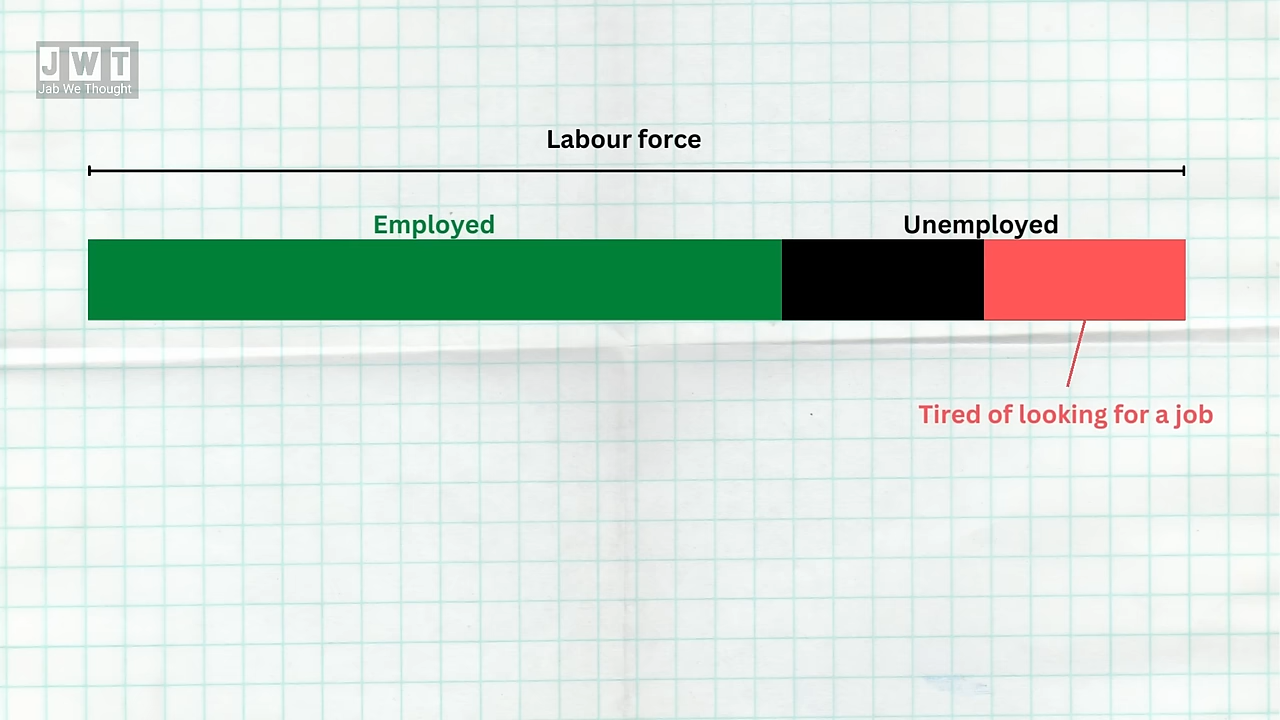 JWT
Jab We Thought
Labour force
Employed
Unemployed
Tired of looking for a job